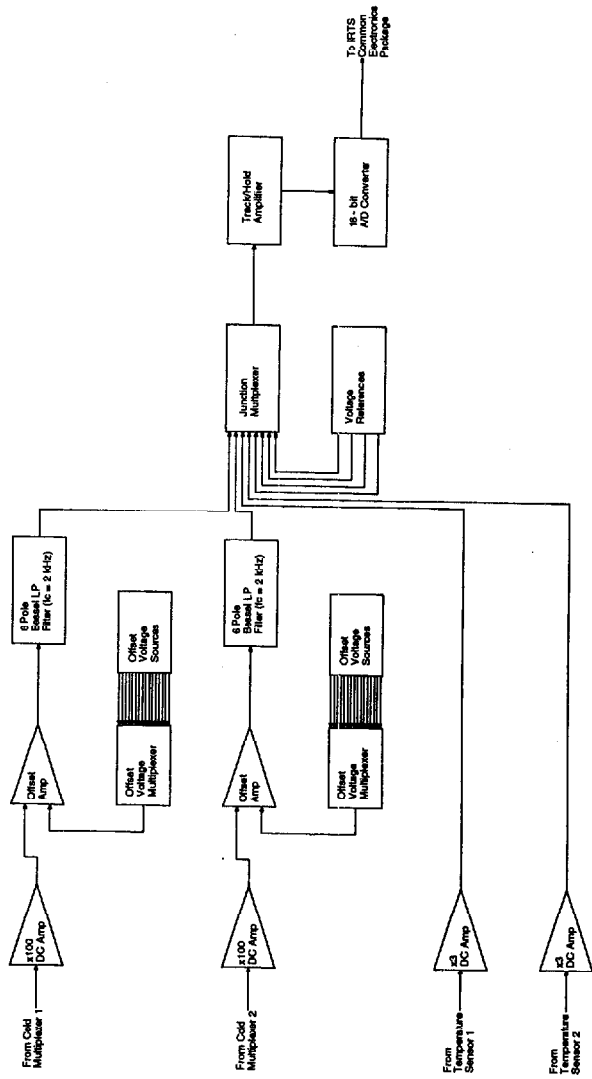 From Cold
Multiplexer 1
x100
DC Amp
Offset
Amp
Offset
Voltage
Multiplexer
Offset
Voltage
Sources
6 Pole
Bessel LP
Filter (fc = 2 kHz)
From Cold
Multiplexer 2
x100
DC Amp
Offset
Amp
Offset
Voltage
Multiplexer
Offset
Voltage
Sources
6 Pole
Bessel LP
Filter (fc = 2 kHz)
From
Temperature
Sensor 1
x3
DC Amp
From
Temperature
Sensor 2
x3
DC Amp
Junction
Multplexer
Voltage
References
Track/Hold
Amplifier
16 - bit
A/D Converter
To IRTS
Common
Electronics
Package